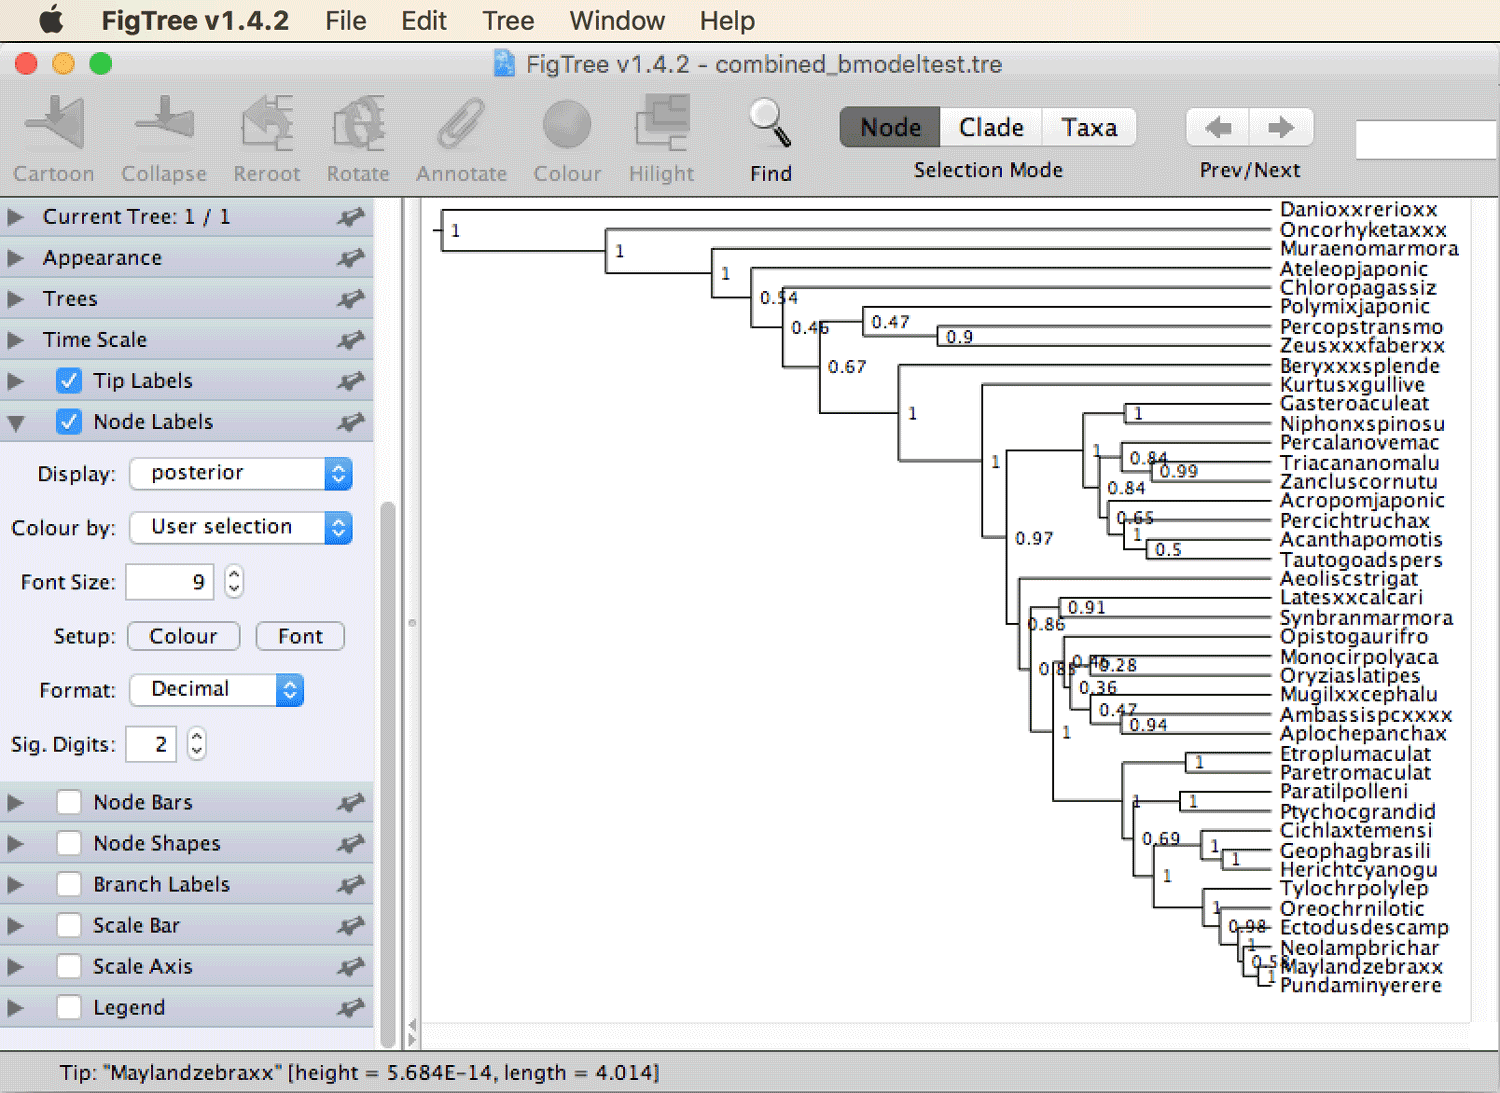 FigTree v1.4.2 File Edit Tree Window Help
FigTree v1.4.2 - combined_bmodeltest.tre
Cartoon Collapse Reroot Rotate Annotate Colour Hilight Find
Node Clade Taxa
Selection Mode
Prev/Next
Current Tree: 1 / 1
Appearance
Trees
Time Scale
Tip Labels
Node Labels
Display: posterior
Colour by: User selection
Font Size: 9
Setup: Colour Font
Format: Decimal
Sig. Digits: 2
Node Bars
Node Shapes
Branch Labels
Scale Bar
Scale Axis
Legend
Danioxxrerioxx
1
Oncorhyketaxxx
1
Muraenomarmora
1
Ateleopjaponic
Chloropagassiz
0.54
Polymixjaponic
0.47
0.46
Percopstransmo
0.9
Zeusxxxfaberxx
0.67
Beryxxxsplende
Kurtusxgullive
Gasteroaculeat
1
1
Niphonxspinosu
Percalanovemac
1
0.84
Triacananomalu
1
0.99
Zancluscornutu
0.84
Acropomjaponic
0.65
Percichtruchax
1
Acanthapomotis
0.97
0.5
Tautogoadspers
Aeoliscstrigat
Latesxxcalcari
0.91
Synbranmarmora
0.86
Opistogaurifro
Monocirpolyaca
0.46
0.28
0.83
Oryziaslatipes
0.36
Mugilxxcephalu
0.47
Ambassispcxxxx
0.94
1
Aplochepanchax
Etroplumaculat
1
Paretromaculat
Paratilpolleni
1
1
Ptychocgrandid
Cichlaxtemensi
0.69
1
Geophagbrasili
1
Herichtcyanogu
1
Tylochrpolylep
1
Oreochrnilotic
0.98
Ectodusdescamp
1
Neolampbrichar
0.58
Maylandzebraxx
1
Pundaminyerere
Tip: "Maylandzebraxx" [height = 5.684E-14, length = 4.014]